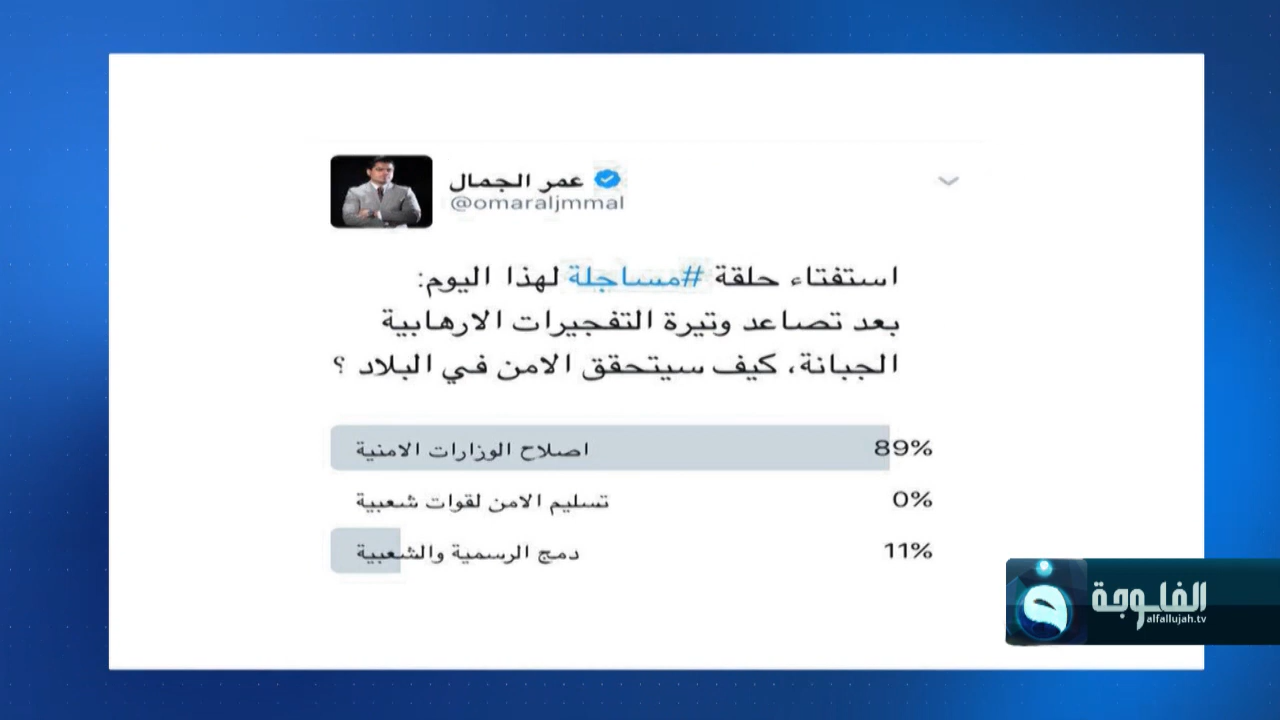 عمر الجمال
@omaraljmmal
استفتاء حلقة #مساجلة لهذا اليوم:
بعد تصاعد وتيرة التفجيرات الارهابية
الجبانة، كيف سيتحقق الامن في البلاد ؟
اصلاح الوزارات الامنية 89%
تسليم الامن لقوات شعبية 0%
دمج الرسمية والشعبية 11%
الفلوجة
alfallujah.tv